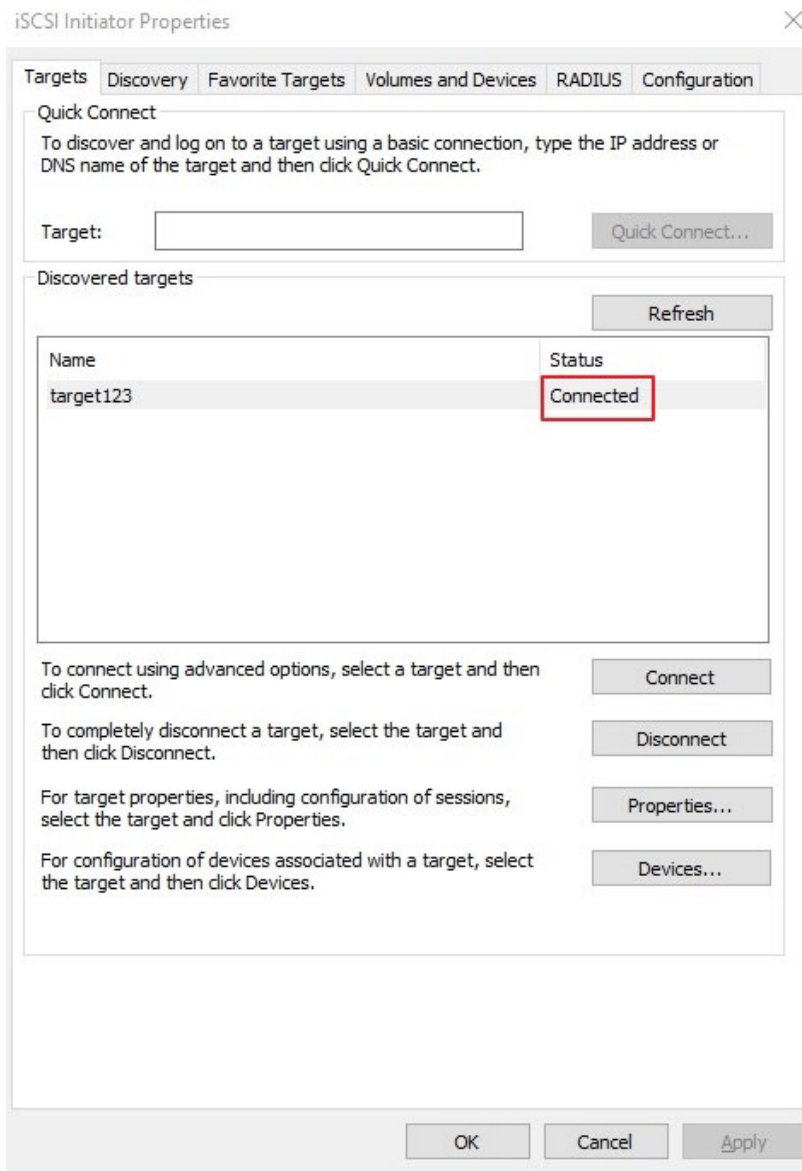 iSCSI Initiator Properties
Targets Discovery Favorite Targets Volumes and Devices RADIUS Configuration
Quick Connect
To discover and log on to a target using a basic connection, type the IP address or
DNS name of the target and then click Quick Connect.
Target: Quick Connect...
Discovered targets
Refresh
Name Status
target123 Connected
To connect using advanced options, select a target and then
click Connect.
Connect
To completely disconnect a target, select the target and
then click Disconnect.
Disconnect
For target properties, including configuration of sessions,
select the target and click Properties.
Properties...
For configuration of devices associated with a target, select
the target and then click Devices.
Devices...
OK Cancel Apply